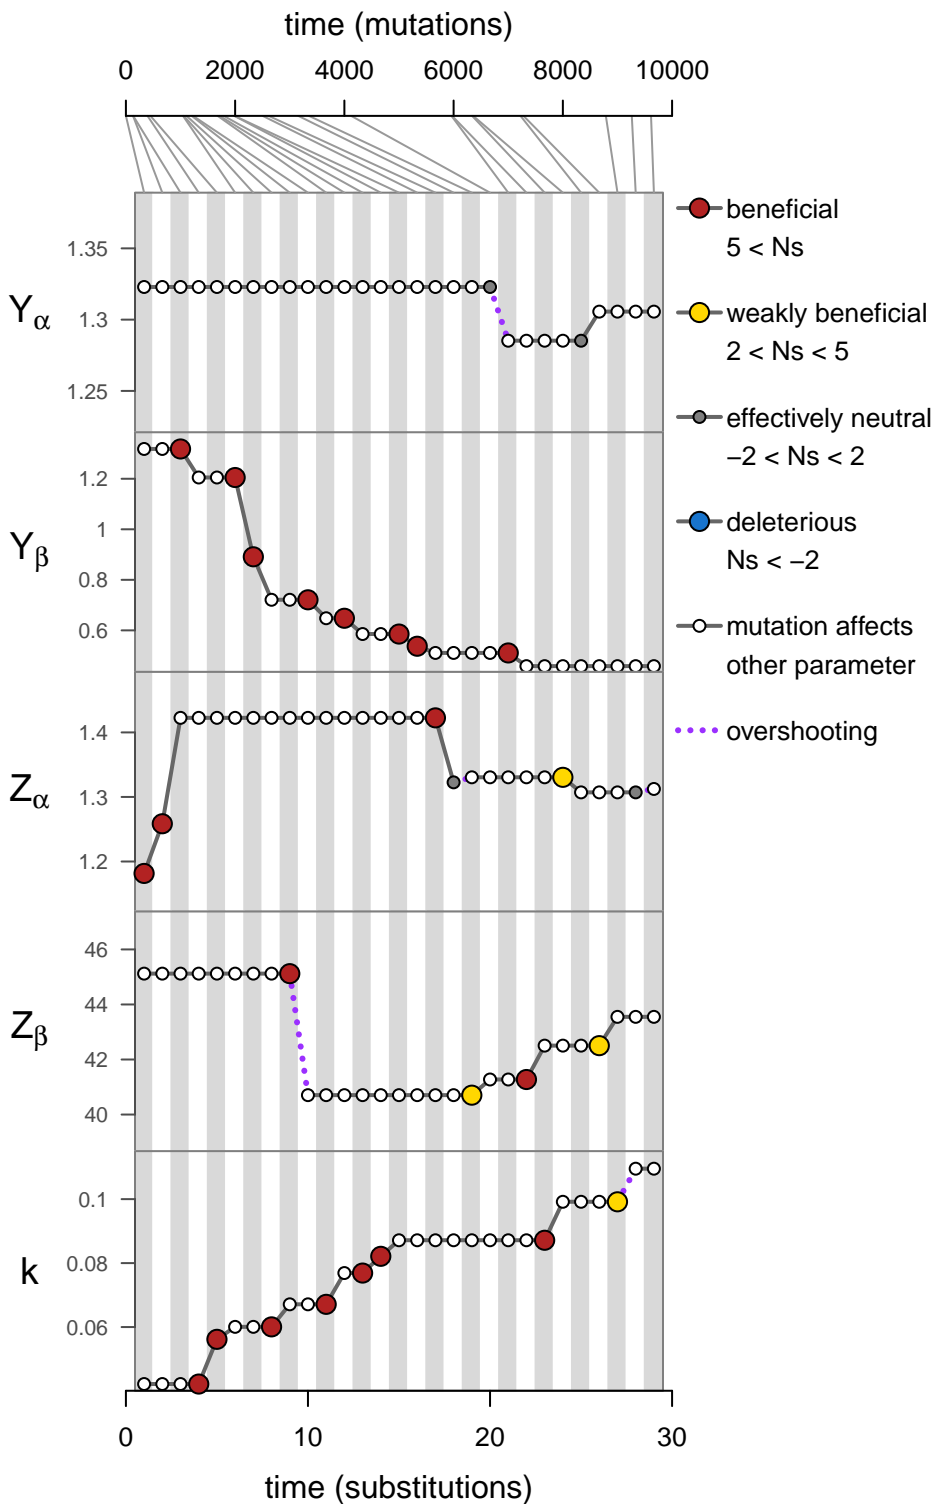 time (mutations)
0 2000 4000 6000 8000 10000
beneficial
5 < Ns
weakly beneficial
2 < Ns < 5
effectively neutral
−2 < Ns < 2
deleterious
Ns < −2
mutation affects
other parameter
overshooting
Yα
1.35
1.3
1.25
Yβ
1.2
1
0.8
0.6
Zα
1.4
1.3
1.2
Zβ
46
44
42
40
k
0.1
0.08
0.06
0 10 20 30
time (substitutions)